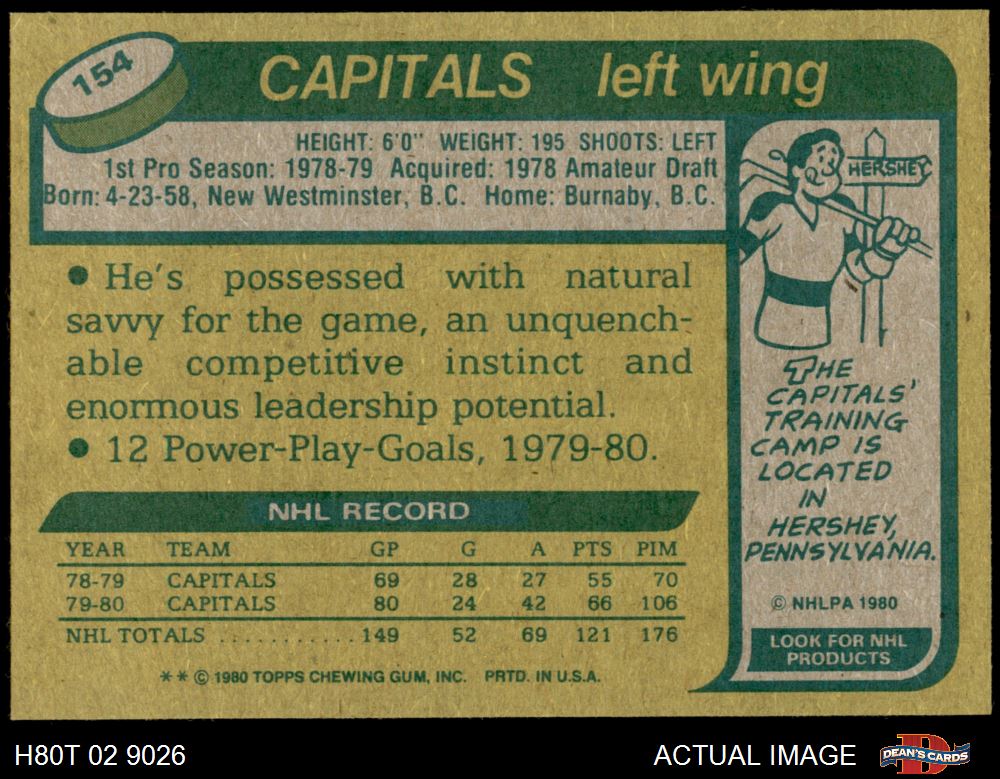 154
CAPITALS left wing
HEIGHT: 6'0" WEIGHT: 195 SHOOTS: LEFT
1st Pro Season: 1978-79 Acquired: 1978 Amateur Draft
Born: 4-23-58, New Westminster, B.C. Home: Burnaby, B.C.
● He's possessed with natural
savvy for the game, an unquench-
able competitive instinct and
enormous leadership potential.
● 12 Power-Play-Goals, 1979-80.
NHL RECORD
YEAR TEAM GP G A PTS PIM
78-79 CAPITALS 69 28 27 55 70
79-80 CAPITALS 80 24 42 66 106
NHL TOTALS ............ 149 52 69 121 176
** © 1980 TOPPS CHEWING GUM, INC. PRTD. IN U.S.A.
HERSHEY
THE
CAPITALS'
TRAINING
CAMP IS
LOCATED
IN
HERSHEY,
PENNSYLVANIA.
© NHLPA 1980
LOOK FOR NHL
PRODUCTS
H80T 02 9026
ACTUAL IMAGE
DEAN'S CARDS